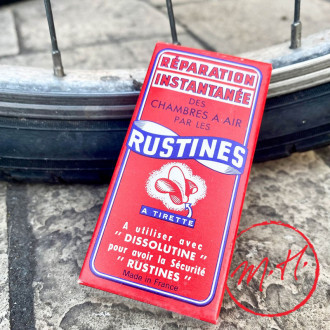 RÉPARATION
INSTANTANÉE
DES
CHAMBRES A AIR
PAR LES
RUSTINES
A TIRETTE
A utiliser avec
"DISSOLUTINE"
pour avoir la Sécurité
"RUSTINES"
Made in France
M.H.